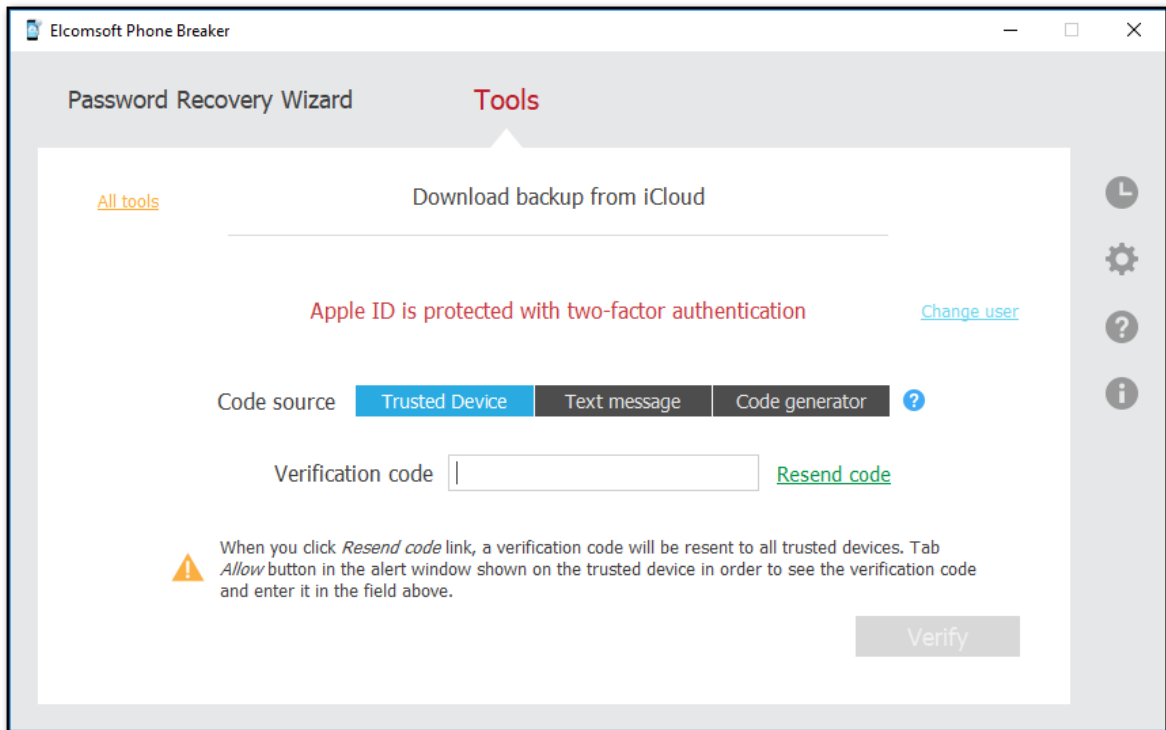 Elcomsoft Phone Breaker
Password Recovery Wizard Tools
All tools
Download backup from iCloud
Apple ID is protected with two-factor authentication
Change user
Code source Trusted Device Text message Code generator ?
Verification code Resend code
When you click Resend code link, a verification code will be resent to all trusted devices. Tab
Allow button in the alert window shown on the trusted device in order to see the verification code
and enter it in the field above.
Verify